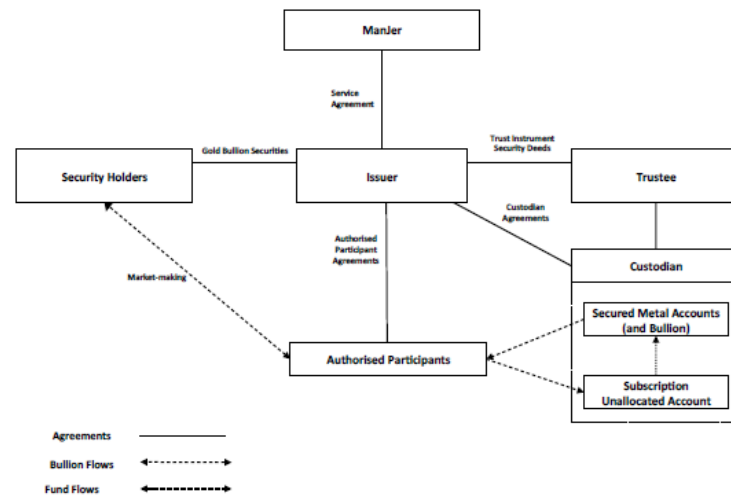 ManJer
Service
Agreement
Gold Bullion Securities
Trust Instrument
Security Deeds
Security Holders
Issuer
Trustee
Custodian
Agreements
Authorised
Participant
Agreements
Market-making
Custodian
Secured Metal Accounts
(and Bullion)
Authorised Participants
Subscription
Unallocated Account
Agreements
Bullion Flows
Fund Flows